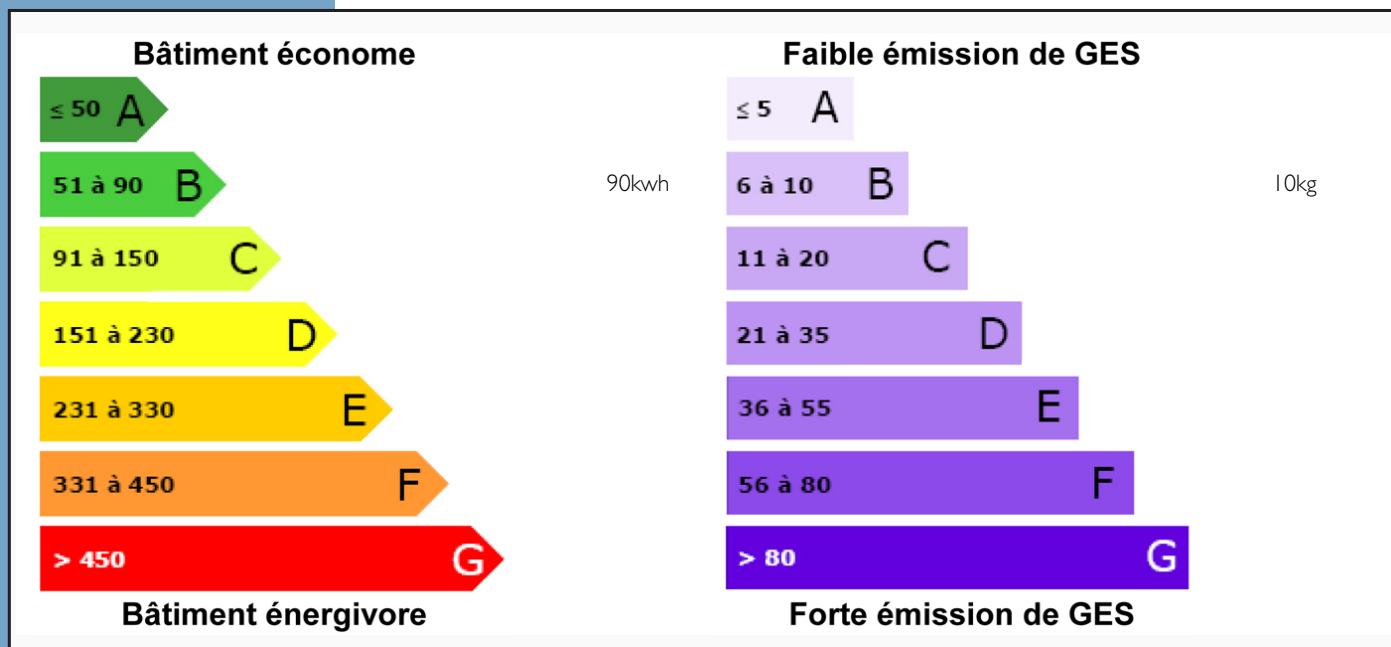 Bâtiment économe
≤ 50 A
51 à 90 B
90kwh
91 à 150 C
151 à 230 D
231 à 330 E
331 à 450 F
> 450 G
Bâtiment énergivore
Faible émission de GES
≤ 5 A
6 à 10 B
10kg
11 à 20 C
21 à 35 D
36 à 55 E
56 à 80 F
> 80 G
Forte émission de GES